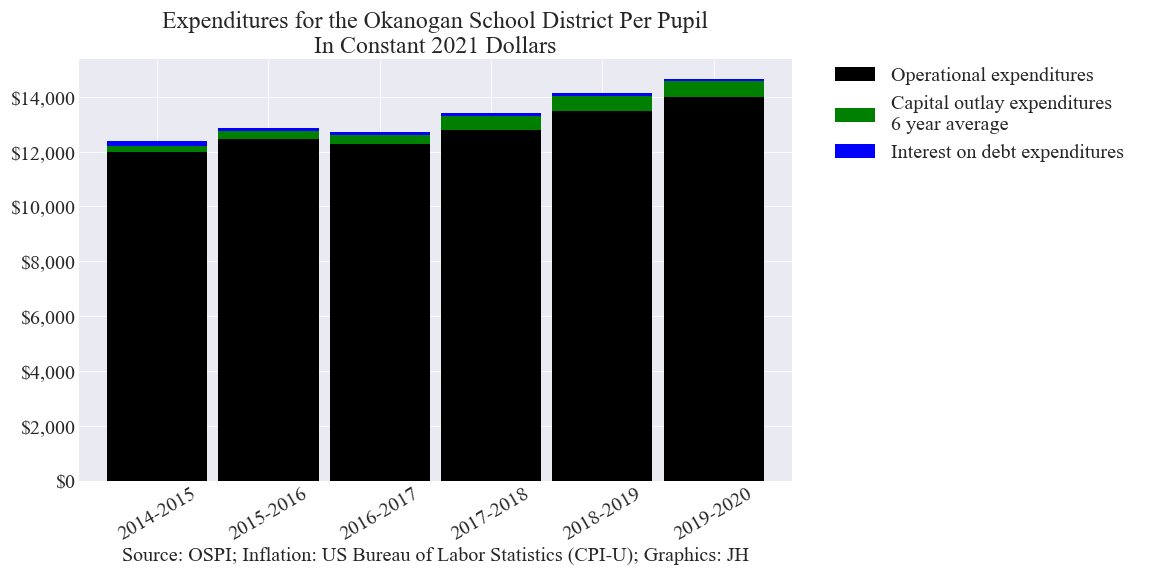 Expenditures for the Okanogan School District Per Pupil
In Constant 2021 Dollars
Operational expenditures
Capital outlay expenditures
6 year average
Interest on debt expenditures
$14,000
$12,000
$10,000
$8,000
$6,000
$4,000
$2,000
$0
2014-2015
2015-2016
2016-2017
2017-2018
2018-2019
2019-2020
Source: OSPI; Inflation: US Bureau of Labor Statistics (CPI-U); Graphics: JH